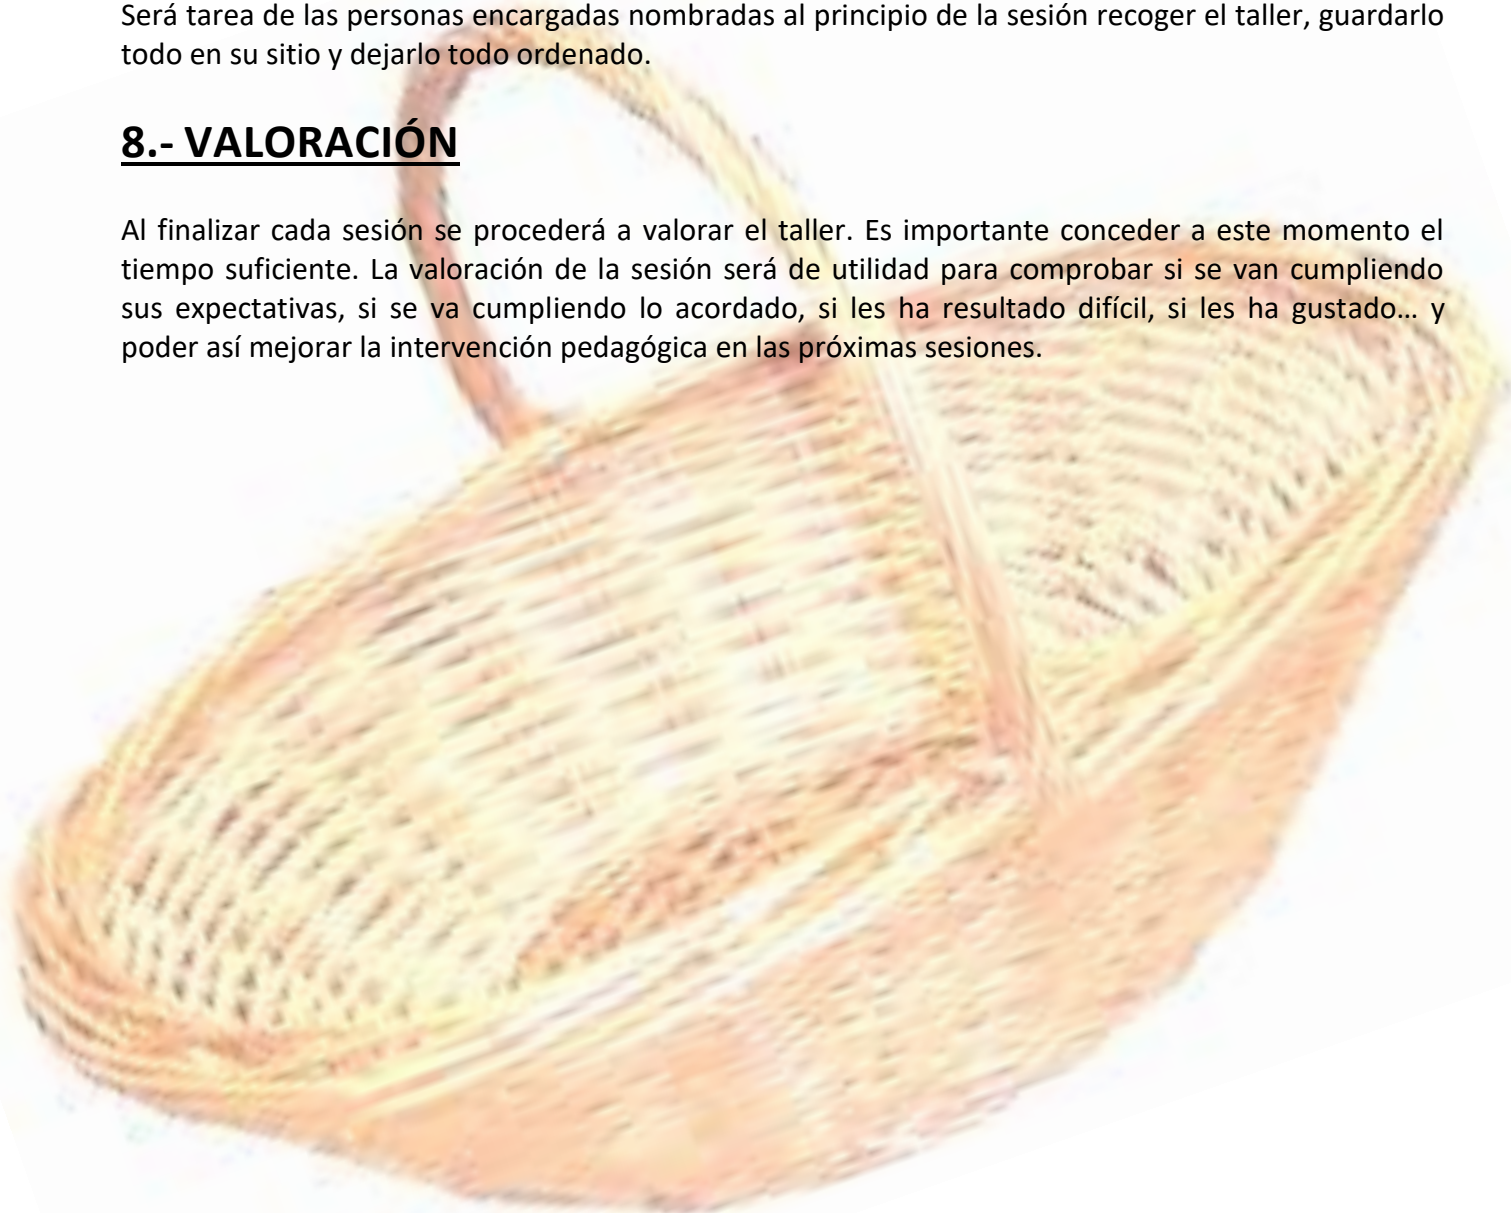 Será tarea de las personas encargadas nombradas al principio de la sesión recoger el taller, guardarlo
todo en su sitio y dejarlo todo ordenado.
8.- VALORACIÓN
Al finalizar cada sesión se procederá a valorar el taller. Es importante conceder a este momento el
tiempo suficiente. La valoración de la sesión será de utilidad para comprobar si se van cumpliendo
sus expectativas, si se va cumpliendo lo acordado, si les ha resultado difícil, si les ha gustado… y
poder así mejorar la intervención pedagógica en las próximas sesiones.